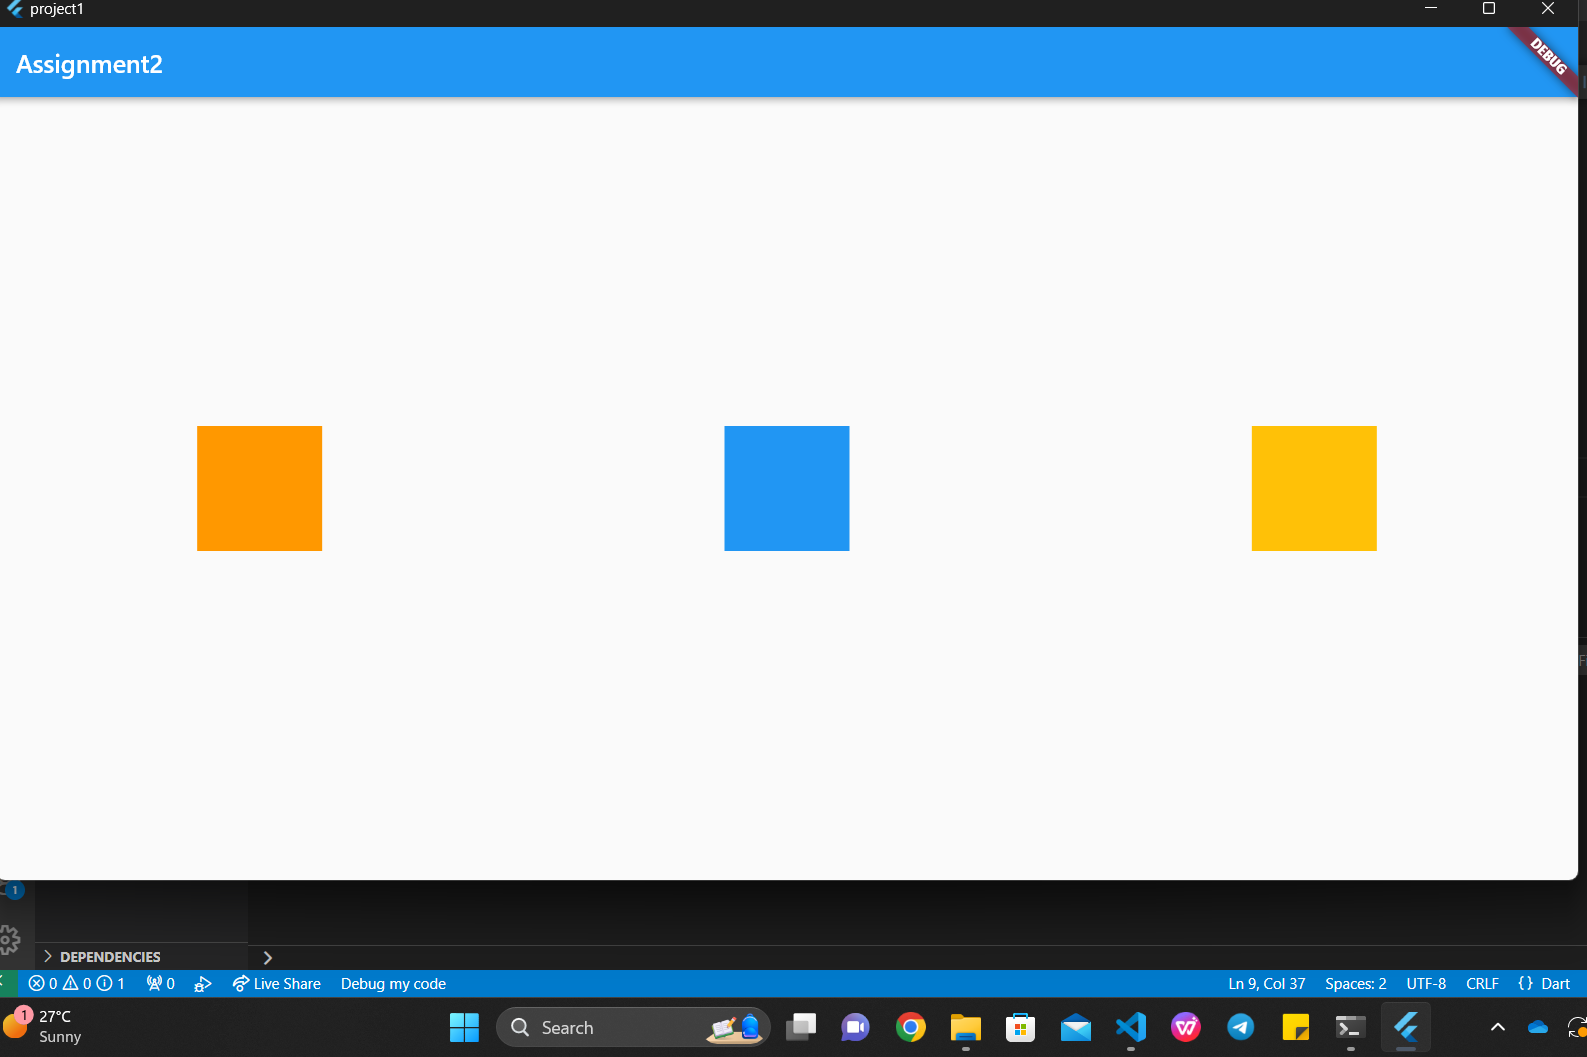 project1
Assignment2
DEBUG
1
DEPENDENCIES
0 0 1 0 Live Share Debug my code Ln 9, Col 37 Spaces: 2 UTF-8 CRLF {} Dart
1
27°C
Sunny
Search